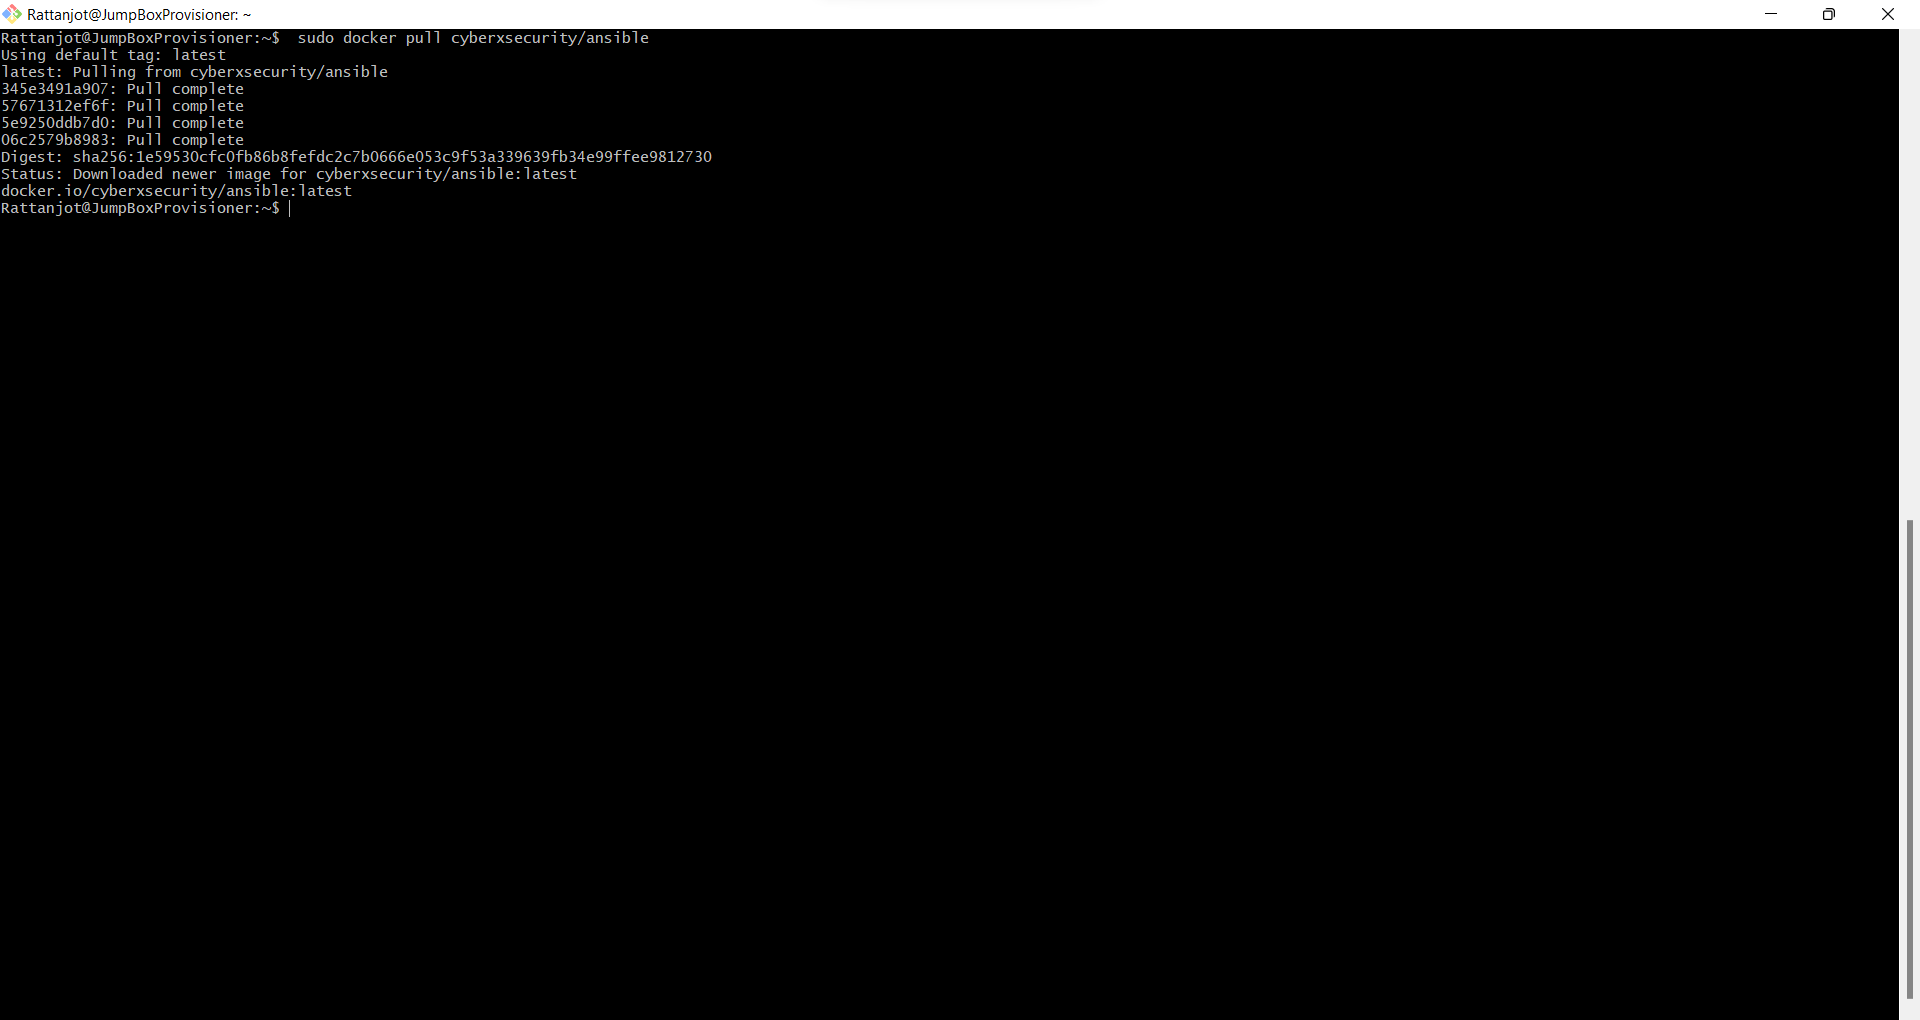 Rattanjot@JumpBoxProvisioner: ~
Rattanjot@JumpBoxProvisioner:~$  sudo docker pull cyberxsecurity/ansible
Using default tag: latest
latest: Pulling from cyberxsecurity/ansible
345e3491a907: Pull complete
57671312ef6f: Pull complete
5e9250ddb7d0: Pull complete
06c2579b8983: Pull complete
Digest: sha256:1e59530cfc0fb86b8fefdc2c7b0666e053c9f53a339639fb34e99ffee9812730
Status: Downloaded newer image for cyberxsecurity/ansible:latest
docker.io/cyberxsecurity/ansible:latest
Rattanjot@JumpBoxProvisioner:~$